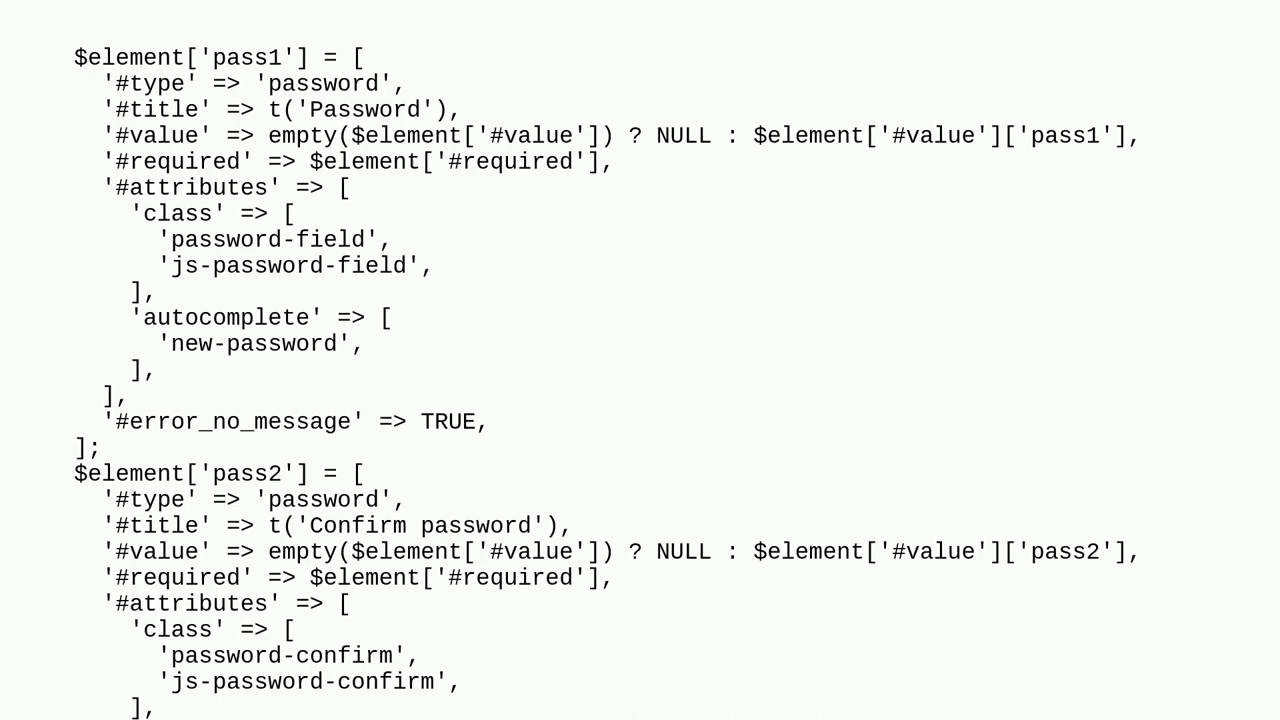 $element['pass1'] = [
  '#type' => 'password',
  '#title' => t('Password'),
  '#value' => empty($element['#value']) ? NULL : $element['#value']['pass1'],
  '#required' => $element['#required'],
  '#attributes' => [
    'class' => [
      'password-field',
      'js-password-field',
    ],
    'autocomplete' => [
      'new-password',
    ],
  ],
  '#error_no_message' => TRUE,
];
$element['pass2'] = [
  '#type' => 'password',
  '#title' => t('Confirm password'),
  '#value' => empty($element['#value']) ? NULL : $element['#value']['pass2'],
  '#required' => $element['#required'],
  '#attributes' => [
    'class' => [
      'password-confirm',
      'js-password-confirm',
    ],